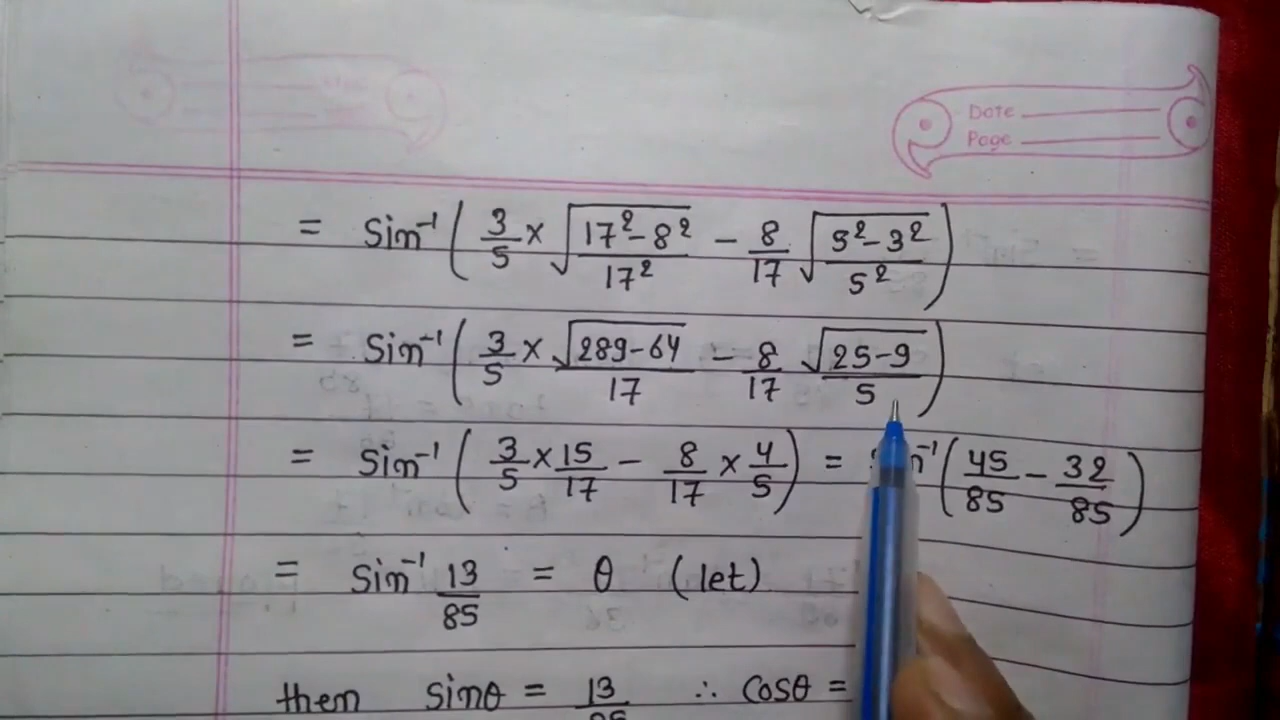 Date
Page
= Sin⁻¹ ( 3/5 × √(17²-8²/17²) - 8/17 √(5²-3²/5²) )
= Sin⁻¹ ( 3/5 × √289-64/17 - 8/17 √25-9/5 )
= Sin⁻¹ ( 3/5 × 15/17 - 8/17 × 4/5 ) = n⁻¹ ( 45/85 - 32/85 )
= Sin⁻¹ 13/85 = θ (let)
then sinθ = 13/ ∴ cosθ =